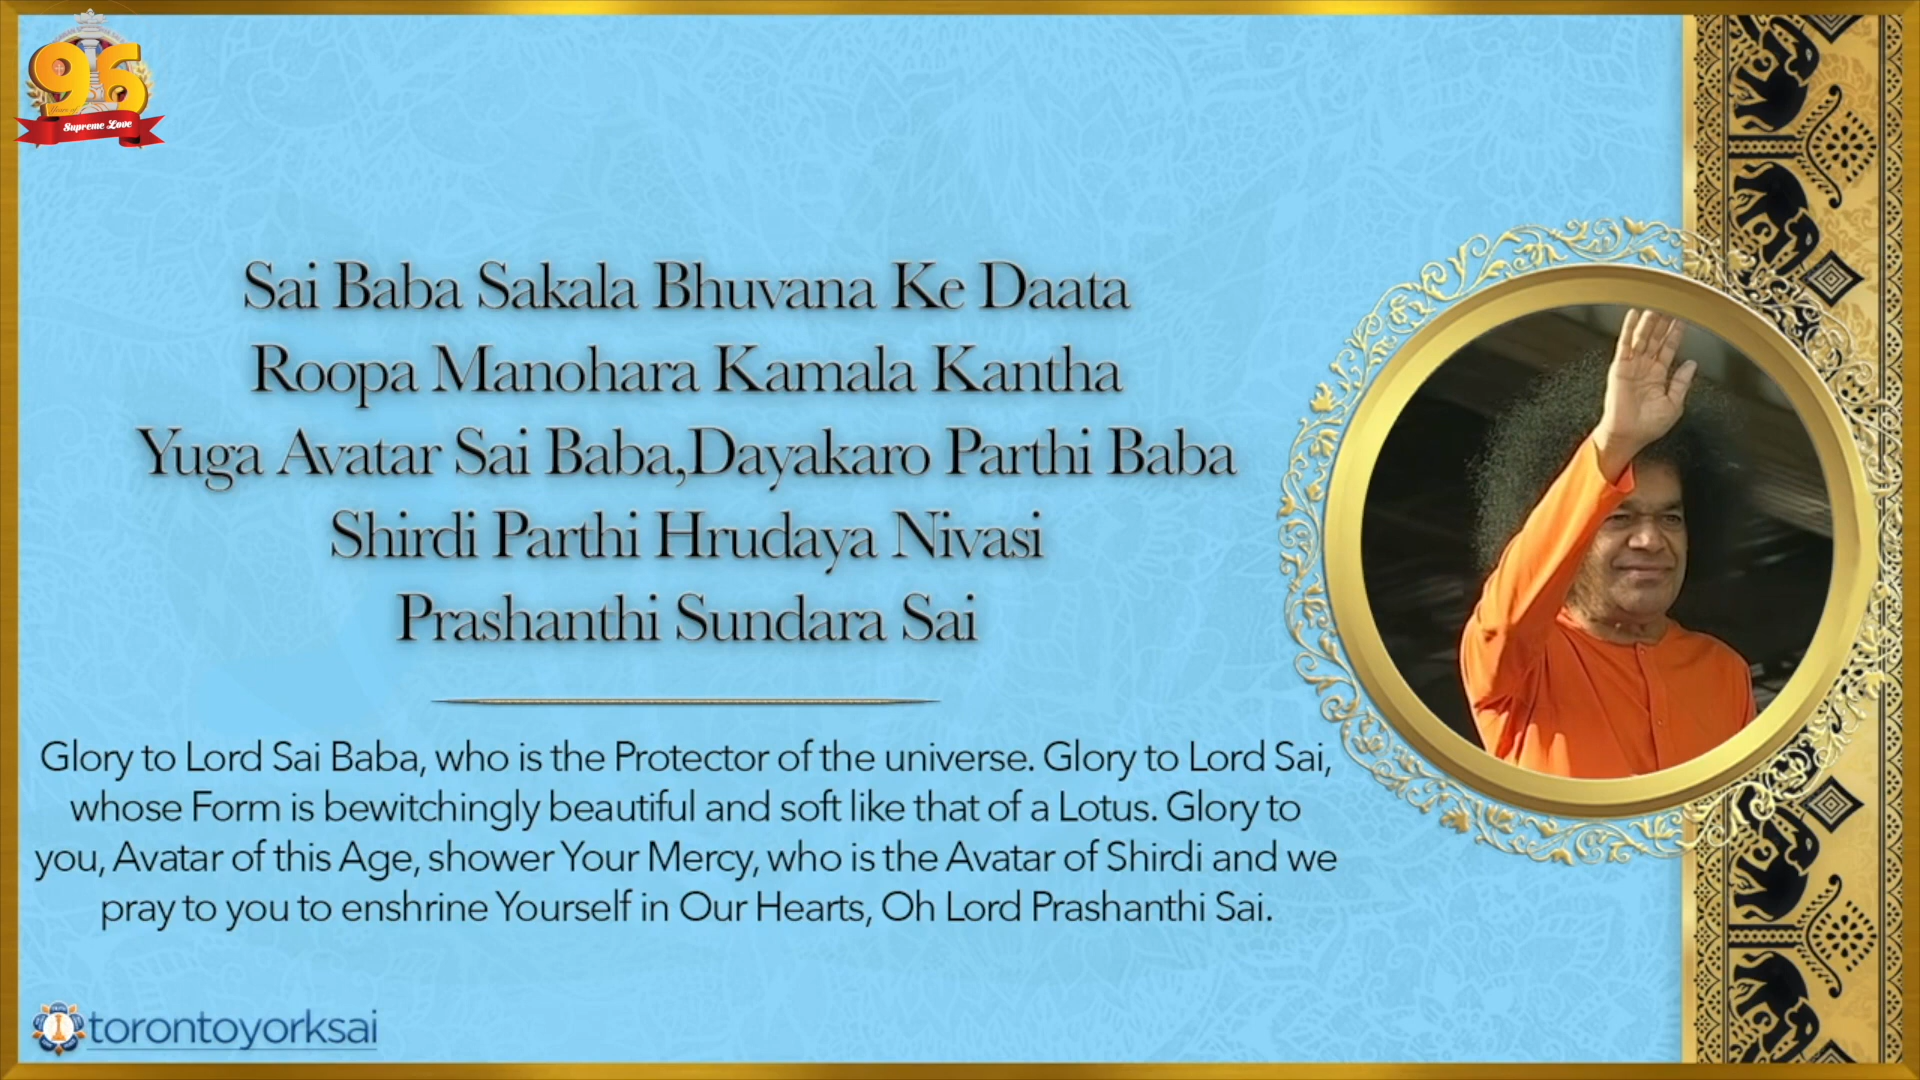 96
Years of
Supreme Love
Sai Baba Sakala Bhuvana Ke Daata
Roopa Manohara Kamala Kantha
Yuga Avatar Sai Baba,Dayakaro Parthi Baba
Shirdi Parthi Hrudaya Nivasi
Prashanthi Sundara Sai
Glory to Lord Sai Baba, who is the Protector of the universe. Glory to Lord Sai,
whose Form is bewitchingly beautiful and soft like that of a Lotus. Glory to
you, Avatar of this Age, shower Your Mercy, who is the Avatar of Shirdi and we
pray to you to enshrine Yourself in Our Hearts, Oh Lord Prashanthi Sai.
torontoyorksai